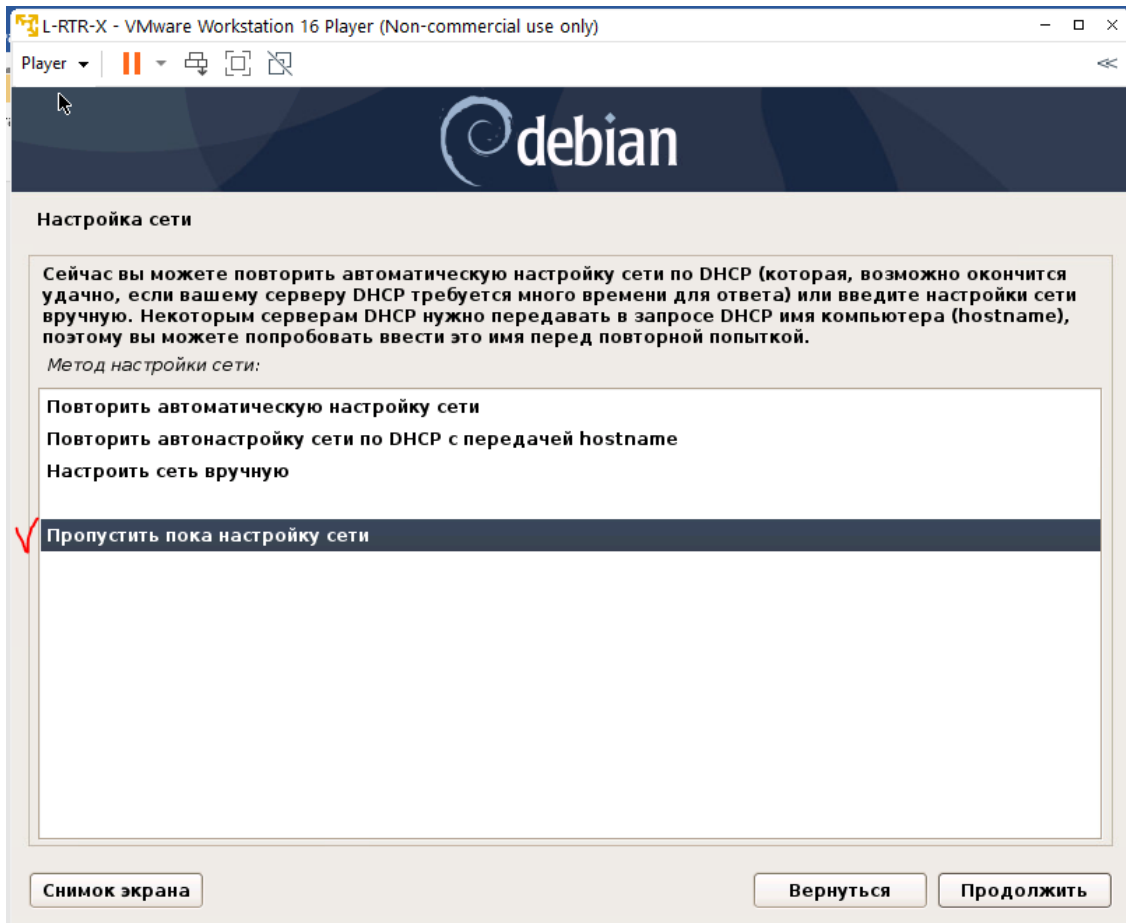 L-RTR-X - VMware Workstation 16 Player (Non-commercial use only)
Player
debian
Настройка сети
Сейчас вы можете повторить автоматическую настройку сети по DHCP (которая, возможно окончится
удачно, если вашему серверу DHCP требуется много времени для ответа) или введите настройки сети
вручную. Некоторым серверам DHCP нужно передавать в запросе DHCP имя компьютера (hostname),
поэтому вы можете попробовать ввести это имя перед повторной попыткой.
Метод настройки сети:
Повторить автоматическую настройку сети
Повторить автонастройку сети по DHCP с передачей hostname
Настроить сеть вручную
Пропустить пока настройку сети
Снимок экрана
Вернуться
Продолжить